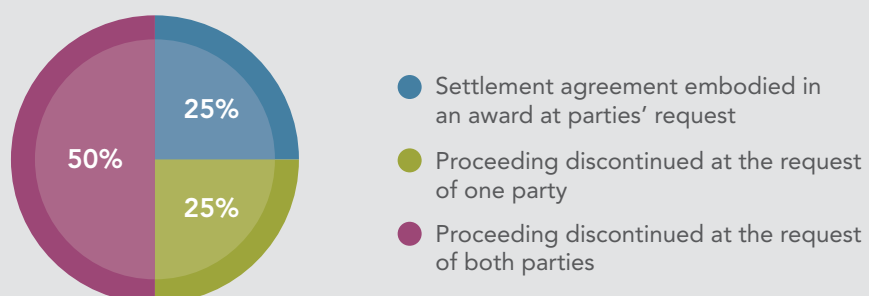 25%
50%
25%
Settlement agreement embodied in
an award at parties’ request
Proceeding discontinued at the request
of one party
Proceeding discontinued at the request
of both parties